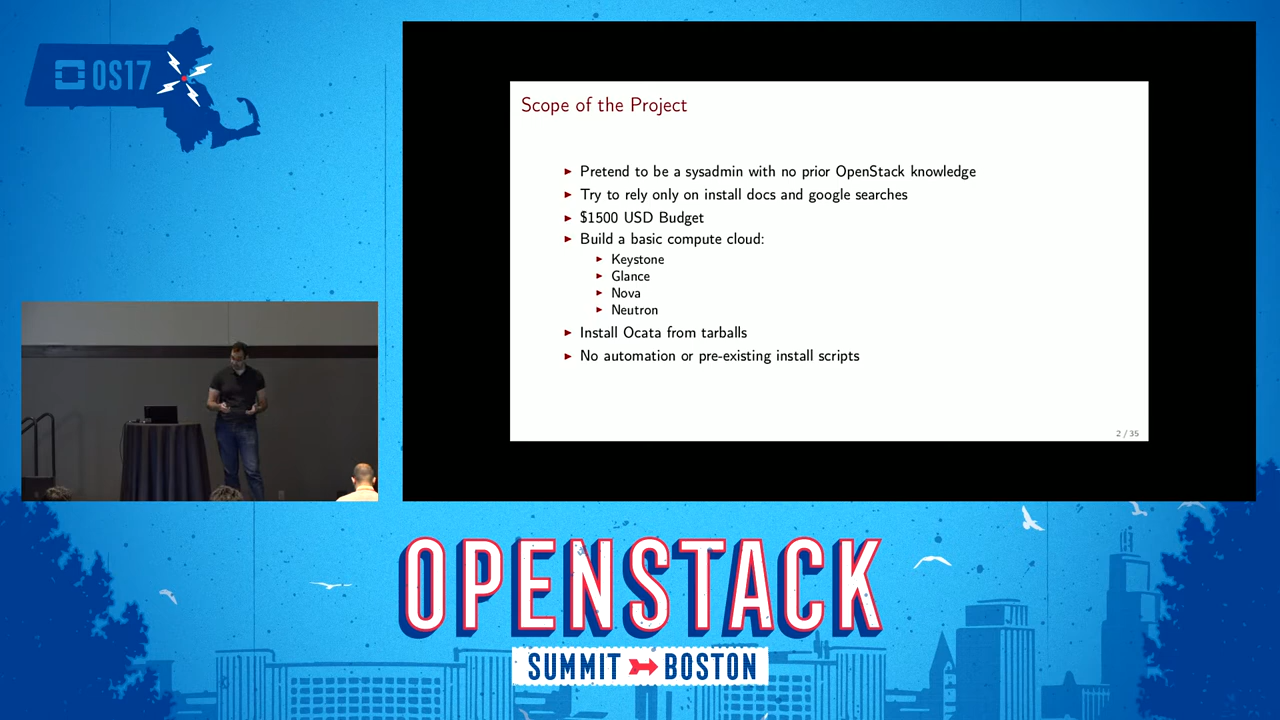 OS17
Scope of the Project
Pretend to be a sysadmin with no prior OpenStack knowledge
Try to rely only on install docs and google searches
$1500 USD Budget
Build a basic compute cloud:
Keystone
Glance
Nova
Neutron
Install Ocata from tarballs
No automation or pre-existing install scripts
2 / 35
OPENSTACK
SUMMIT BOSTON